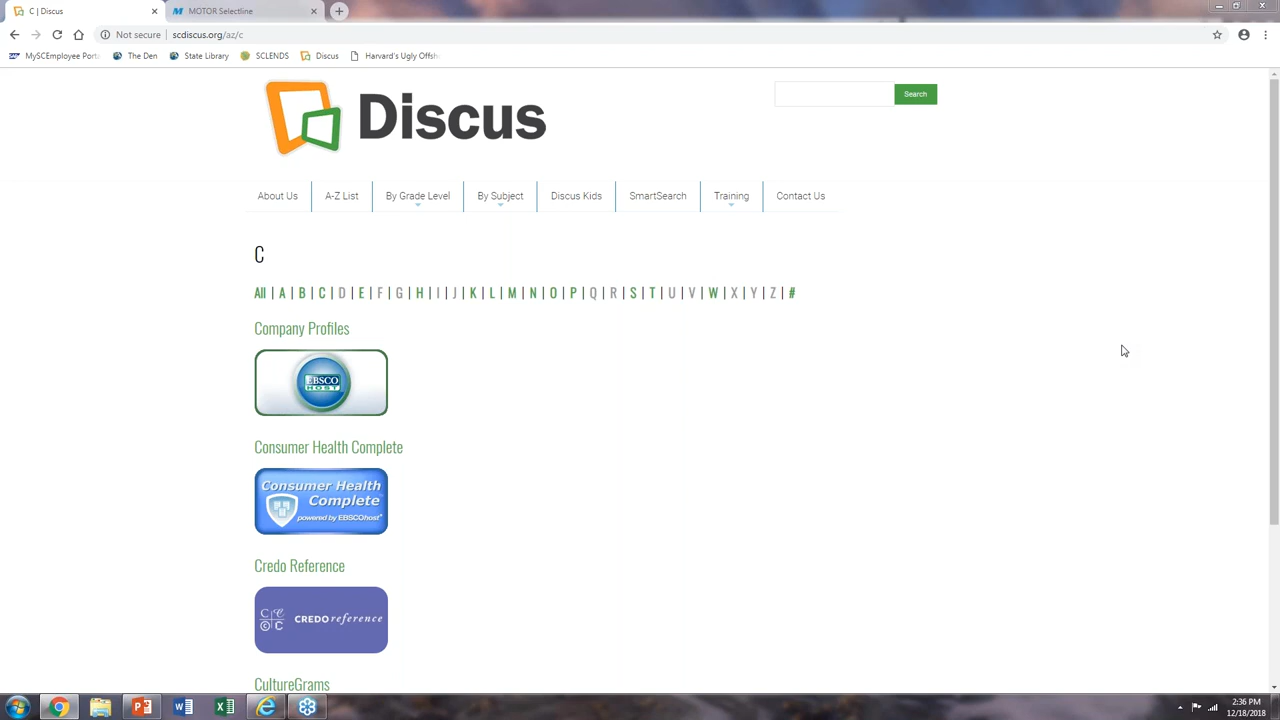 C | Discus
MOTOR Selectline
Not secure | scdiscus.org/az/c
MySCEmployee Porta
The Den
State Library
SCLENDS
Discus
Harvard's Ugly Offsh
Discus
Search
About Us
A-Z List
By Grade Level
By Subject
Discus Kids
SmartSearch
Training
Contact Us
C
All | A | B | C | D | E | F | G | H | I | J | K | L | M | N | O | P | Q | R | S | T | U | V | W | X | Y | Z | #
Company Profiles
EBSCO
HOST
Consumer Health Complete
Consumer Health
Complete
powered by EBSCOhost
Credo Reference
CREDOreference
CultureGrams
2:36 PM
12/18/2018